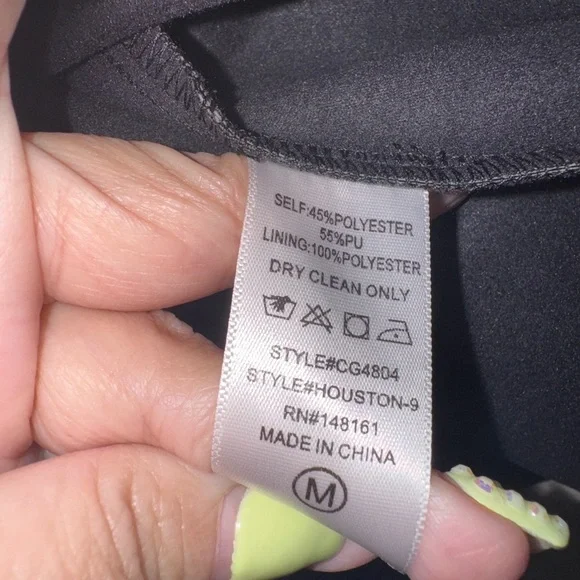 SELF:45%POLYESTER
55%PU
LINING:100%POLYESTER
DRY CLEAN ONLY
STYLE#CG4804
STYLE#HOUSTON-9
RN#148161
MADE IN CHINA
M